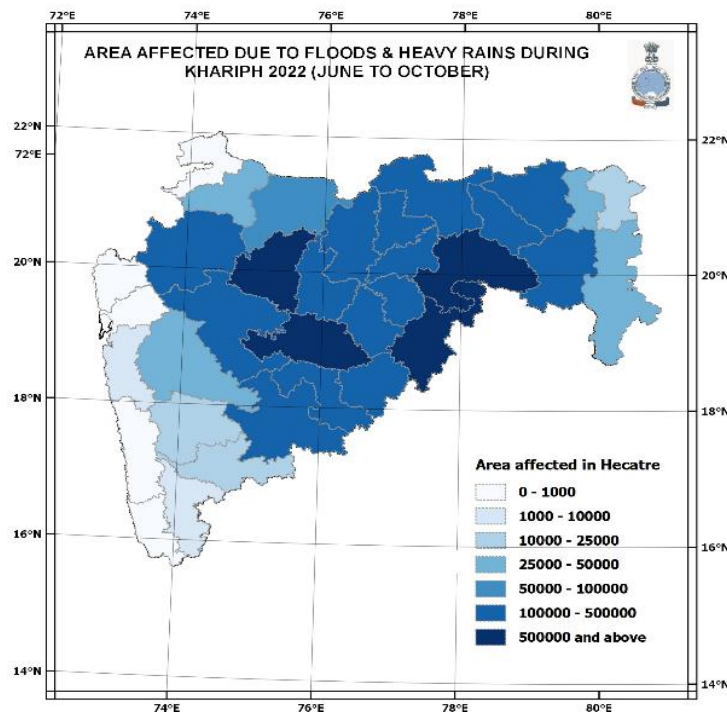 72°E 74°E 76°E 78°E 80°E
AREA AFFECTED DUE TO FLOODS & HEAVY RAINS DURING
KHARIPH 2022 (JUNE TO OCTOBER)
22°N 22°N
72°E
20°N 20°N
18°N 18°N
Area affected in Hecatre
0 - 1000
1000 - 10000
16°N 16°N
10000 - 25000
25000 - 50000
50000 - 100000
100000 - 500000
500000 and above
14°N 14°N
74°E 76°E 78°E 80°E